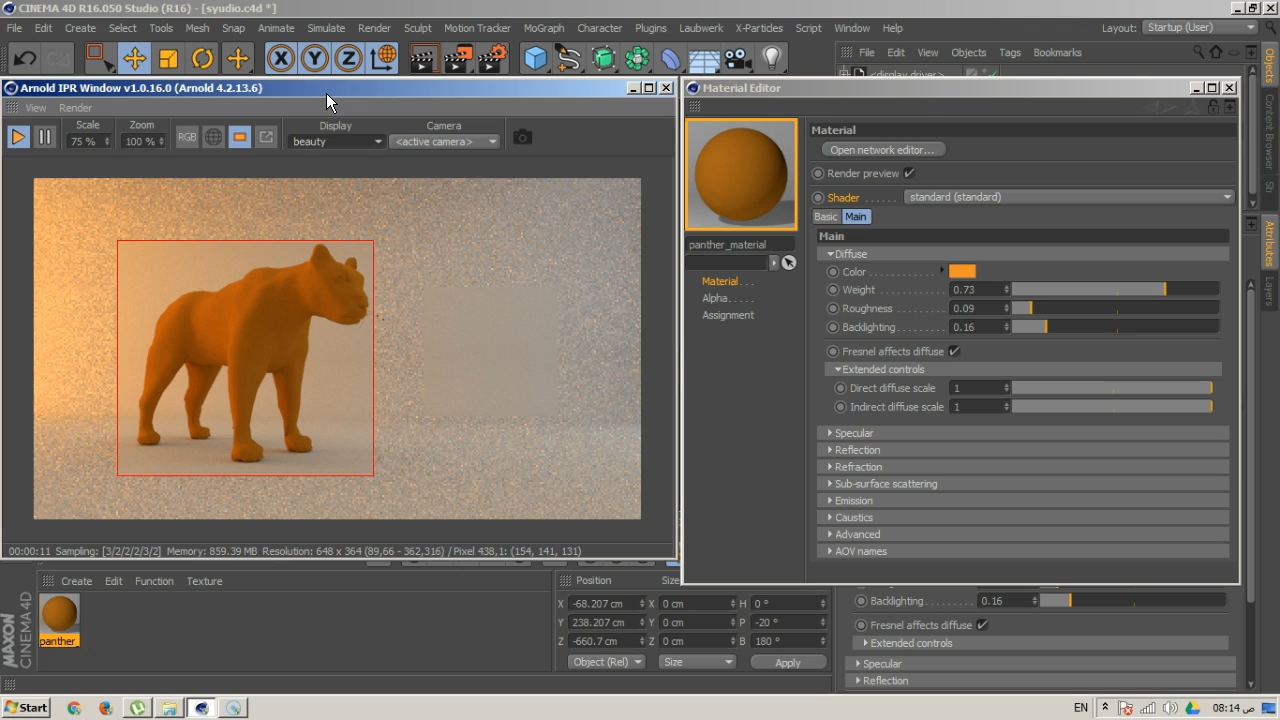 CINEMA 4D R16.050 Studio (R16) - [syudio.c4d *]
File Edit Create Select Tools Mesh Snap Animate Simulate Render Sculpt Motion Tracker MoGraph Character Plugins Laubwerk X-Particles Script Window Help Layout: Startup (User)
X Y Z
File Edit View Objects Tags Bookmarks
<display driver>
Objects
Content Browser
Attributes
Layers
Arnold IPR Window v1.0.16.0 (Arnold 4.2.13.6)
View Render
Scale Zoom Display Camera
75 % 100 % RGB beauty <active camera>
00:00:11 Sampling: [3/2/2/2/3/2] Memory: 859.39 MB Resolution: 648 x 364 (89,66 - 362,316) / Pixel 438,1: (154, 141, 131)
Material Editor
Material
Open network editor...
Render preview
Shader standard (standard)
Basic Main
Main
Diffuse
panther_material
Material
Alpha
Assignment
Color
Weight 0.73
Roughness 0.09
Backlighting 0.16
Fresnel affects diffuse
Extended controls
Direct diffuse scale 1
Indirect diffuse scale 1
Specular
Reflection
Refraction
Sub-surface scattering
Emission
Caustics
Advanced
AOV names
Create Edit Function Texture
panther_
MAXON
CINEMA 4D
Position Size
X -68.207 cm X 0 cm H 0 °
Y 238.207 cm Y 0 cm P -20 °
Z -660.7 cm Z 0 cm B 180 °
Object (Rel) Size Apply
Backlighting 0.16
Fresnel affects diffuse
Extended controls
Specular
Reflection
Start EN 08:14 ص